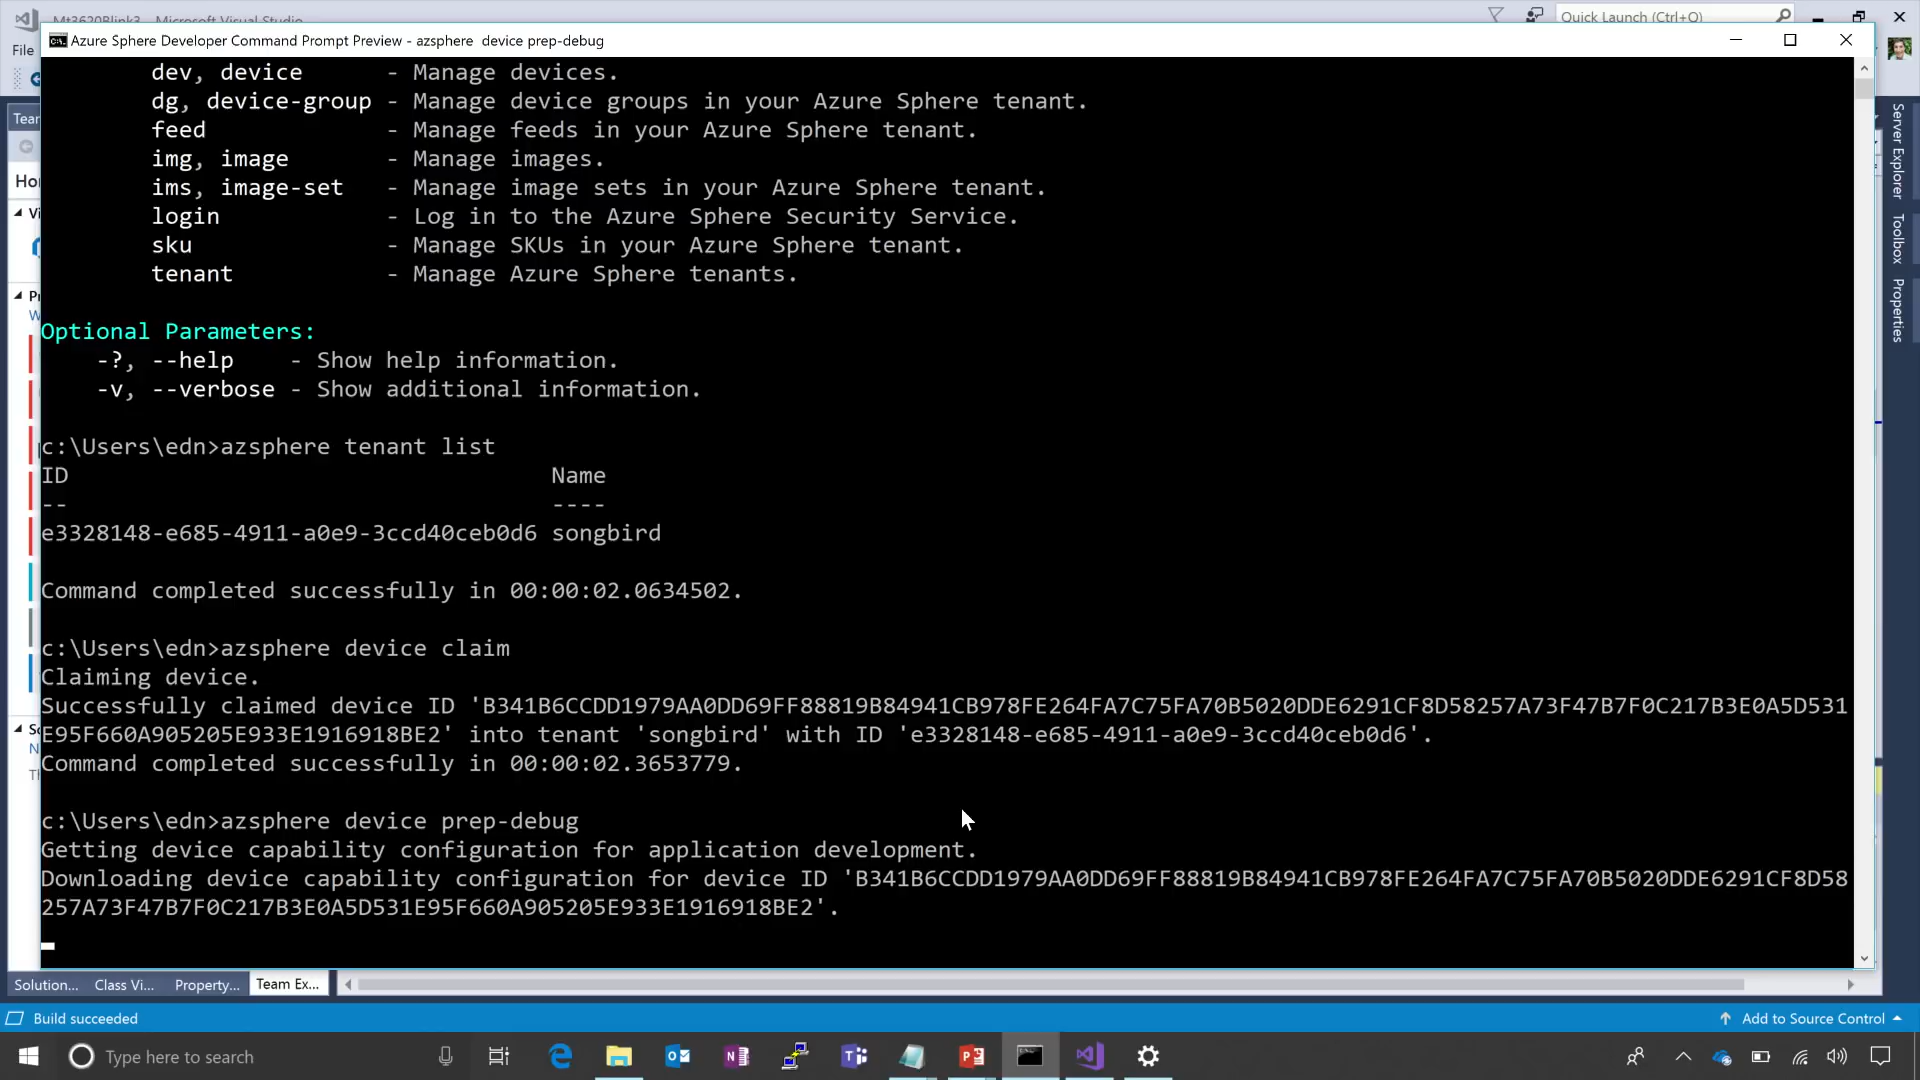 Mt3620Blink3 - Microsoft Visual Studio
Quick Launch (Ctrl+Q)
File
Azure Sphere Developer Command Prompt Preview - azsphere  device prep-debug
dev, device - Manage devices.
dg, device-group - Manage device groups in your Azure Sphere tenant.
feed - Manage feeds in your Azure Sphere tenant.
img, image - Manage images.
ims, image-set - Manage image sets in your Azure Sphere tenant.
login - Log in to the Azure Sphere Security Service.
sku - Manage SKUs in your Azure Sphere tenant.
tenant - Manage Azure Sphere tenants.
Optional Parameters:
-?, --help - Show help information.
-v, --verbose - Show additional information.
c:\Users\edn>azsphere tenant list
ID Name
-- ----
e3328148-e685-4911-a0e9-3ccd40ceb0d6 songbird
Command completed successfully in 00:00:02.0634502.
c:\Users\edn>azsphere device claim
Claiming device.
Successfully claimed device ID 'B341B6CCDD1979AA0DD69FF88819B84941CB978FE264FA7C75FA70B5020DDE6291CF8D58257A73F47B7F0C217B3E0A5D531
E95F660A905205E933E1916918BE2' into tenant 'songbird' with ID 'e3328148-e685-4911-a0e9-3ccd40ceb0d6'.
Command completed successfully in 00:00:02.3653779.
c:\Users\edn>azsphere device prep-debug
Getting device capability configuration for application development.
Downloading device capability configuration for device ID 'B341B6CCDD1979AA0DD69FF88819B84941CB978FE264FA7C75FA70B5020DDE6291CF8D58
257A73F47B7F0C217B3E0A5D531E95F660A905205E933E1916918BE2'.
Server Explorer
Toolbox
Properties
Solution...
Class Vi...
Property...
Team Ex...
Build succeeded
Add to Source Control
Type here to search